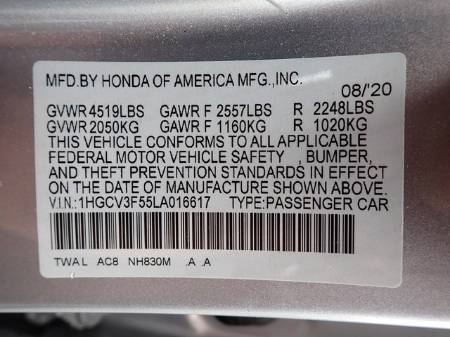 MFD.BY HONDA OF AMERICA MFG.,INC. 08/'20
GVWR 4519LBS GAWR F 2557LBS R 2248LBS
GVWR 2050KG GAWR F 1160KG R 1020KG
THIS VEHICLE CONFORMS TO ALL APPLICABLE
FEDERAL MOTOR VEHICLE SAFETY , BUMPER,
AND THEFT PREVENTION STANDARDS IN EFFECT
ON THE DATE OF MANUFACTURE SHOWN ABOVE.
V.I.N.:1HGCV3F55LA016617 TYPE:PASSENGER CAR
TWAL AC8 NH830M .A .A